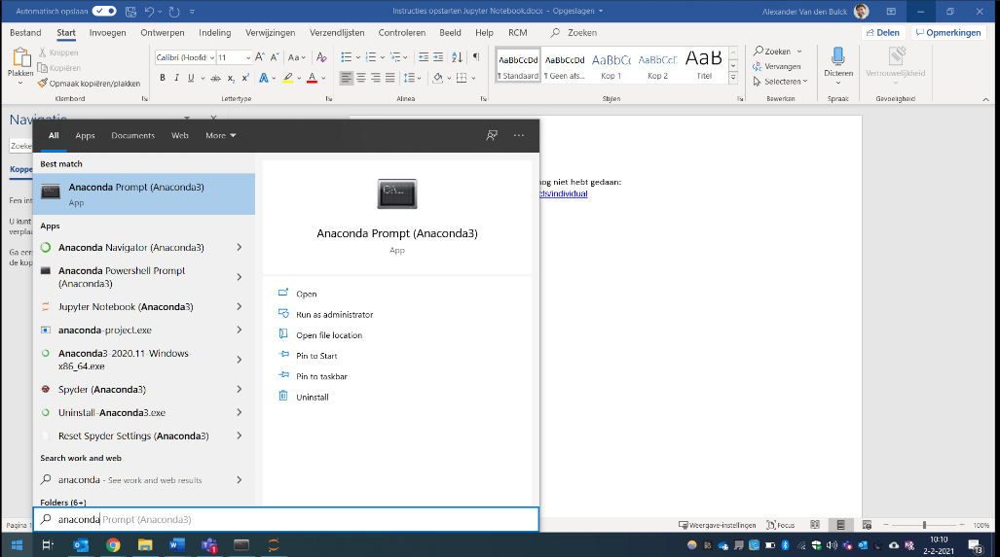 Automatisch opslaan
Instructies opstarten Jupyter Notebook.docx - Opgeslagen
Alexander Van den Buick
Bestand Start Invoegen Ontwerpen Indeling Verwijzingen Verzendlijsten Controleren Beeld Help RCM Zoeken
Delen Opmerkingen
Plakken
Knippen
Kopiëren
Opmaak kopiëren/plakken
Klembord
Calibri (Hoofd 11
Lettertype
Alinea
AaBbCcDd AaBbCcDd AaBbC AaBbCcD AaB
1 Standaard 1 Geen afs... Kop 1 Kop 2 Titel
Stijlen
Zoeken
Vervangen
Selecteren
Bewerken
Dicteren
Spraak
Vertrouwelijkheid
Gevoeligheid
Navigatie
Zoeke
Koppe
Een int
U kunt
verplaa
Ga eers
de kop
nog niet hebt gedaan:
cts/individual
All Apps Documents Web More
Best match
Anaconda Prompt (Anaconda3)
App
Apps
Anaconda Navigator (Anaconda3)
Anaconda Powershell Prompt
(Anaconda3)
Jupyter Notebook (Anaconda3)
anaconda-project.exe
Anaconda3-2020.11-Windows-
x86_64.exe
Spyder (Anaconda3)
Uninstall-Anaconda3.exe
Reset Spyder Settings (Anaconda3)
Search work and web
anaconda - See work and web results
Folders (6+)
Anaconda Prompt (Anaconda3)
App
Open
Run as administrator
Open file location
Pin to Start
Pin to taskbar
Uninstall
anaconda Prompt (Anaconda3)
Pagina 1
Weergave-instellingen Focus
100%
10:10
2-2-2021
13